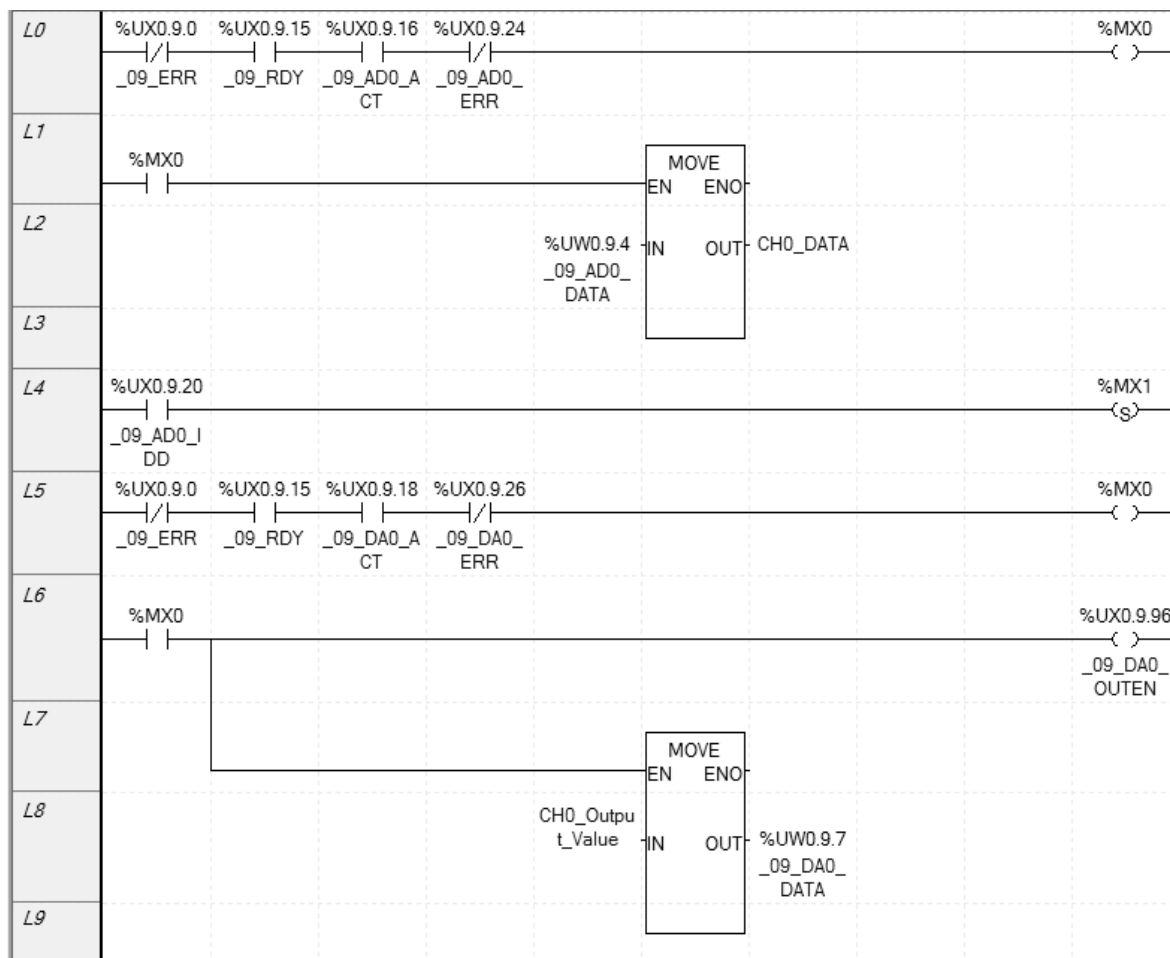 L0
%UX0.9.0 %UX0.9.15 %UX0.9.16 %UX0.9.24 %MX0
_09_ERR _09_RDY _09_AD0_A _09_AD0_
CT ERR
L1
%MX0
MOVE
EN ENO
L2
%UW0.9.4 IN OUT CH0_DATA
_09_AD0_
DATA
L3
L4
%UX0.9.20 %MX1
S
_09_AD0_I
DD
L5
%UX0.9.0 %UX0.9.15 %UX0.9.18 %UX0.9.26 %MX0
_09_ERR _09_RDY _09_DA0_A _09_DA0_
CT ERR
L6
%MX0 %UX0.9.96
_09_DA0_
OUTEN
L7
MOVE
EN ENO
L8
CH0_Outpu
t_Value IN OUT %UW0.9.7
_09_DA0_
DATA
L9